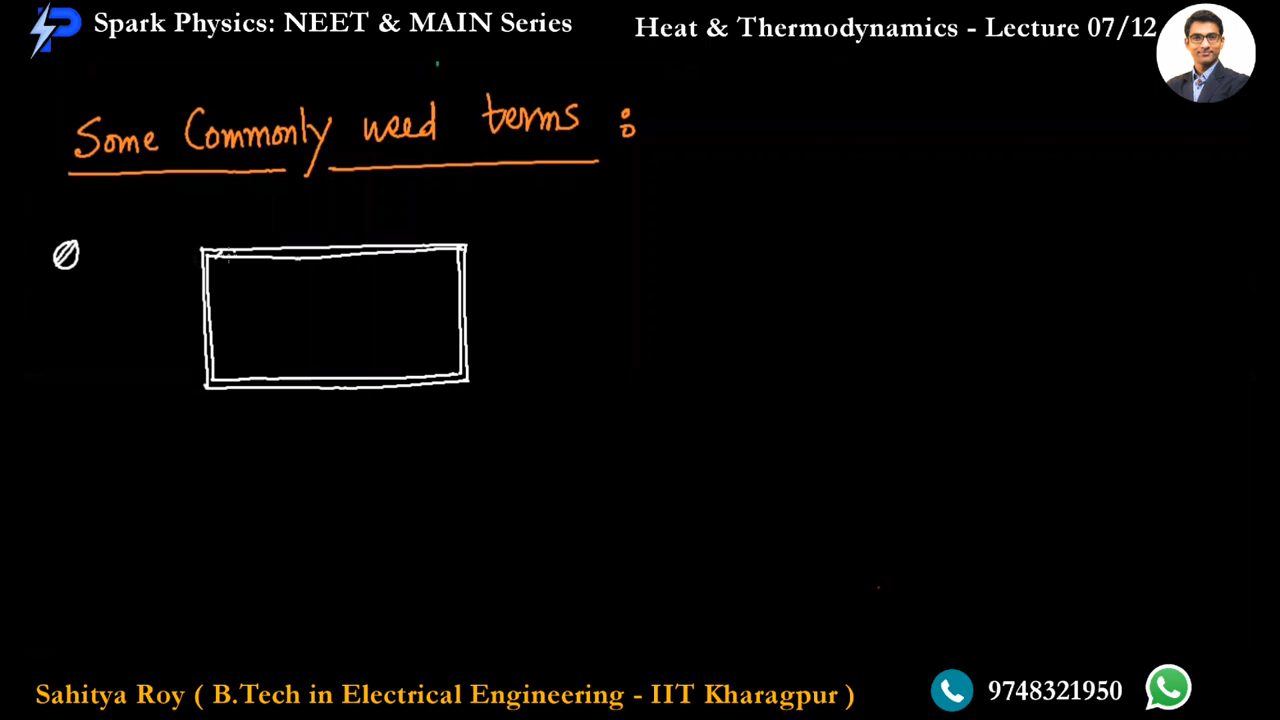 Spark Physics: NEET & MAIN Series
Heat & Thermodynamics - Lecture 07/12
Some Commonly used terms :
Sahitya Roy ( B.Tech in Electrical Engineering - IIT Kharagpur )
9748321950